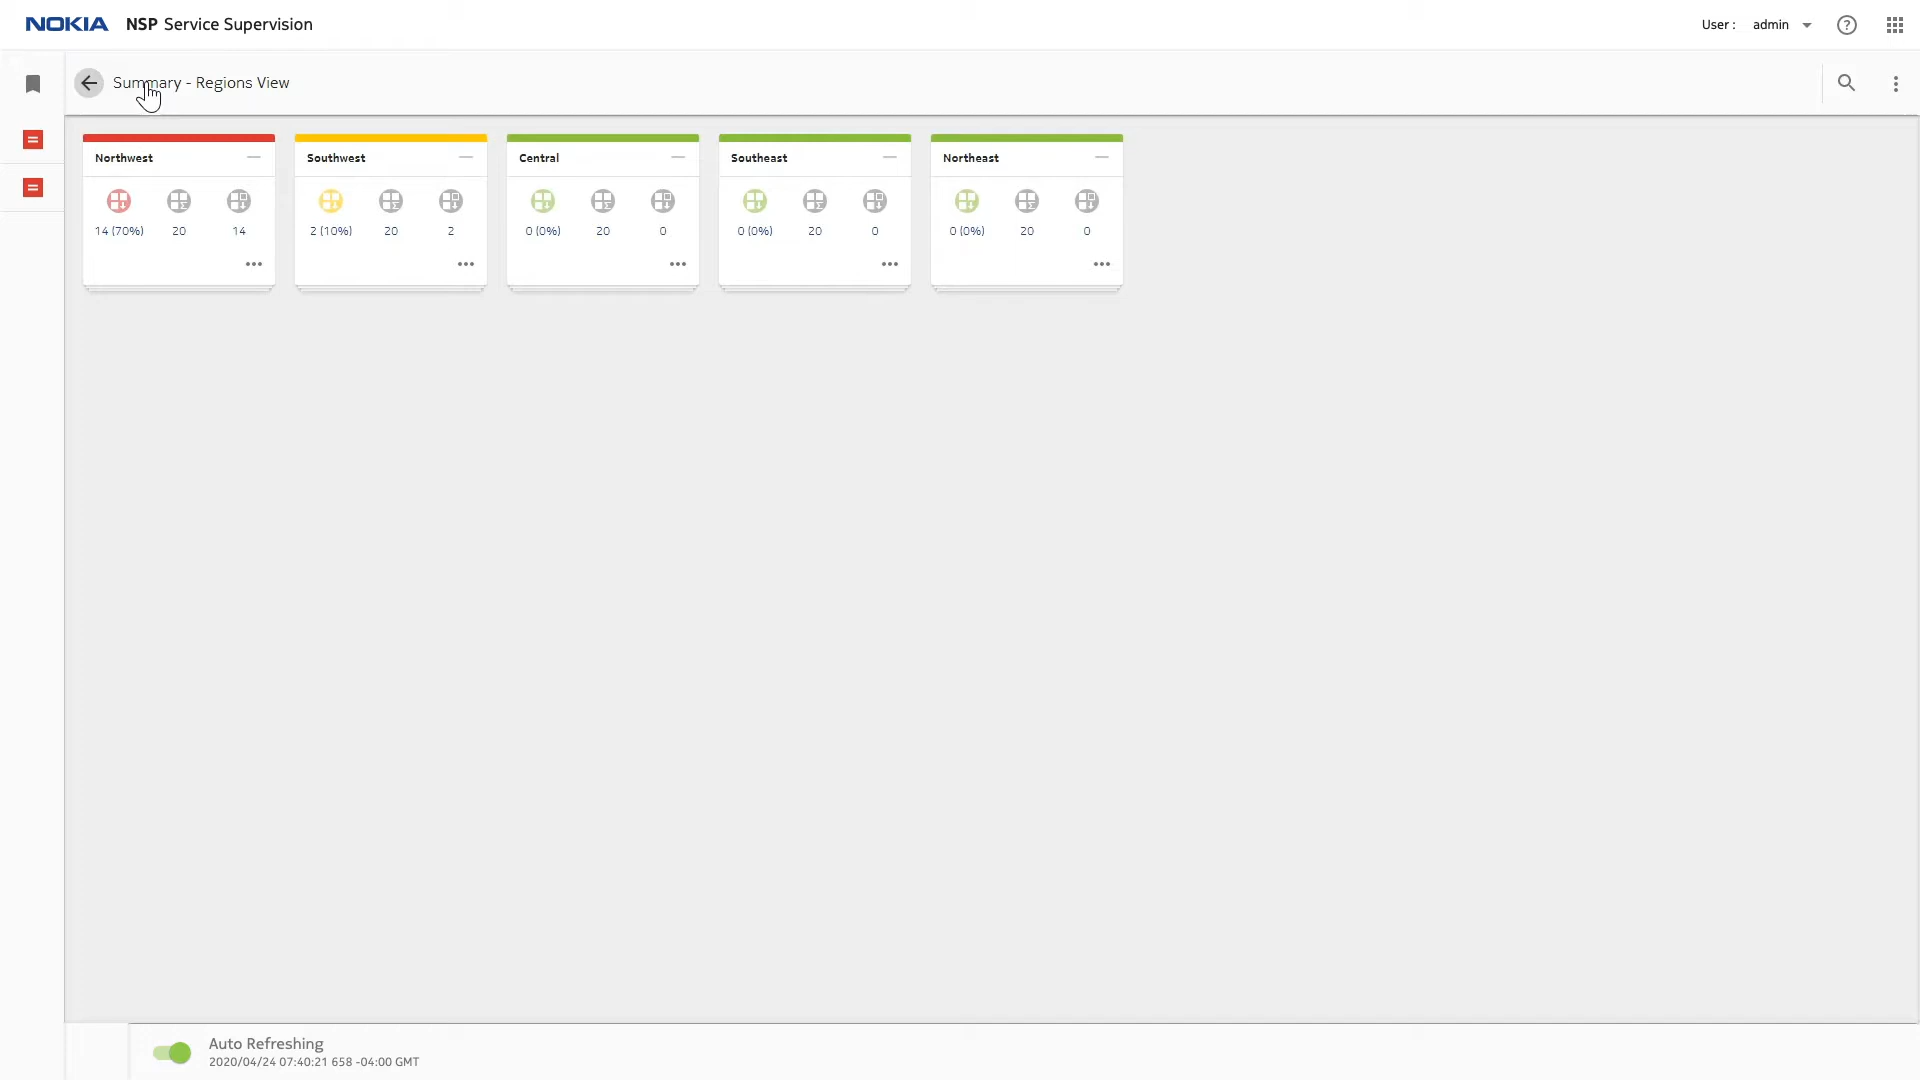 NOKIA NSP Service Supervision User : admin
Summary - Regions View
Northwest
14 (70%) 20 14
Southwest
2 (10%) 20 2
Central
0 (0%) 20 0
Southeast
0 (0%) 20 0
Northeast
0 (0%) 20 0
Auto Refreshing
2020/04/24 07:40:21 658 -04:00 GMT